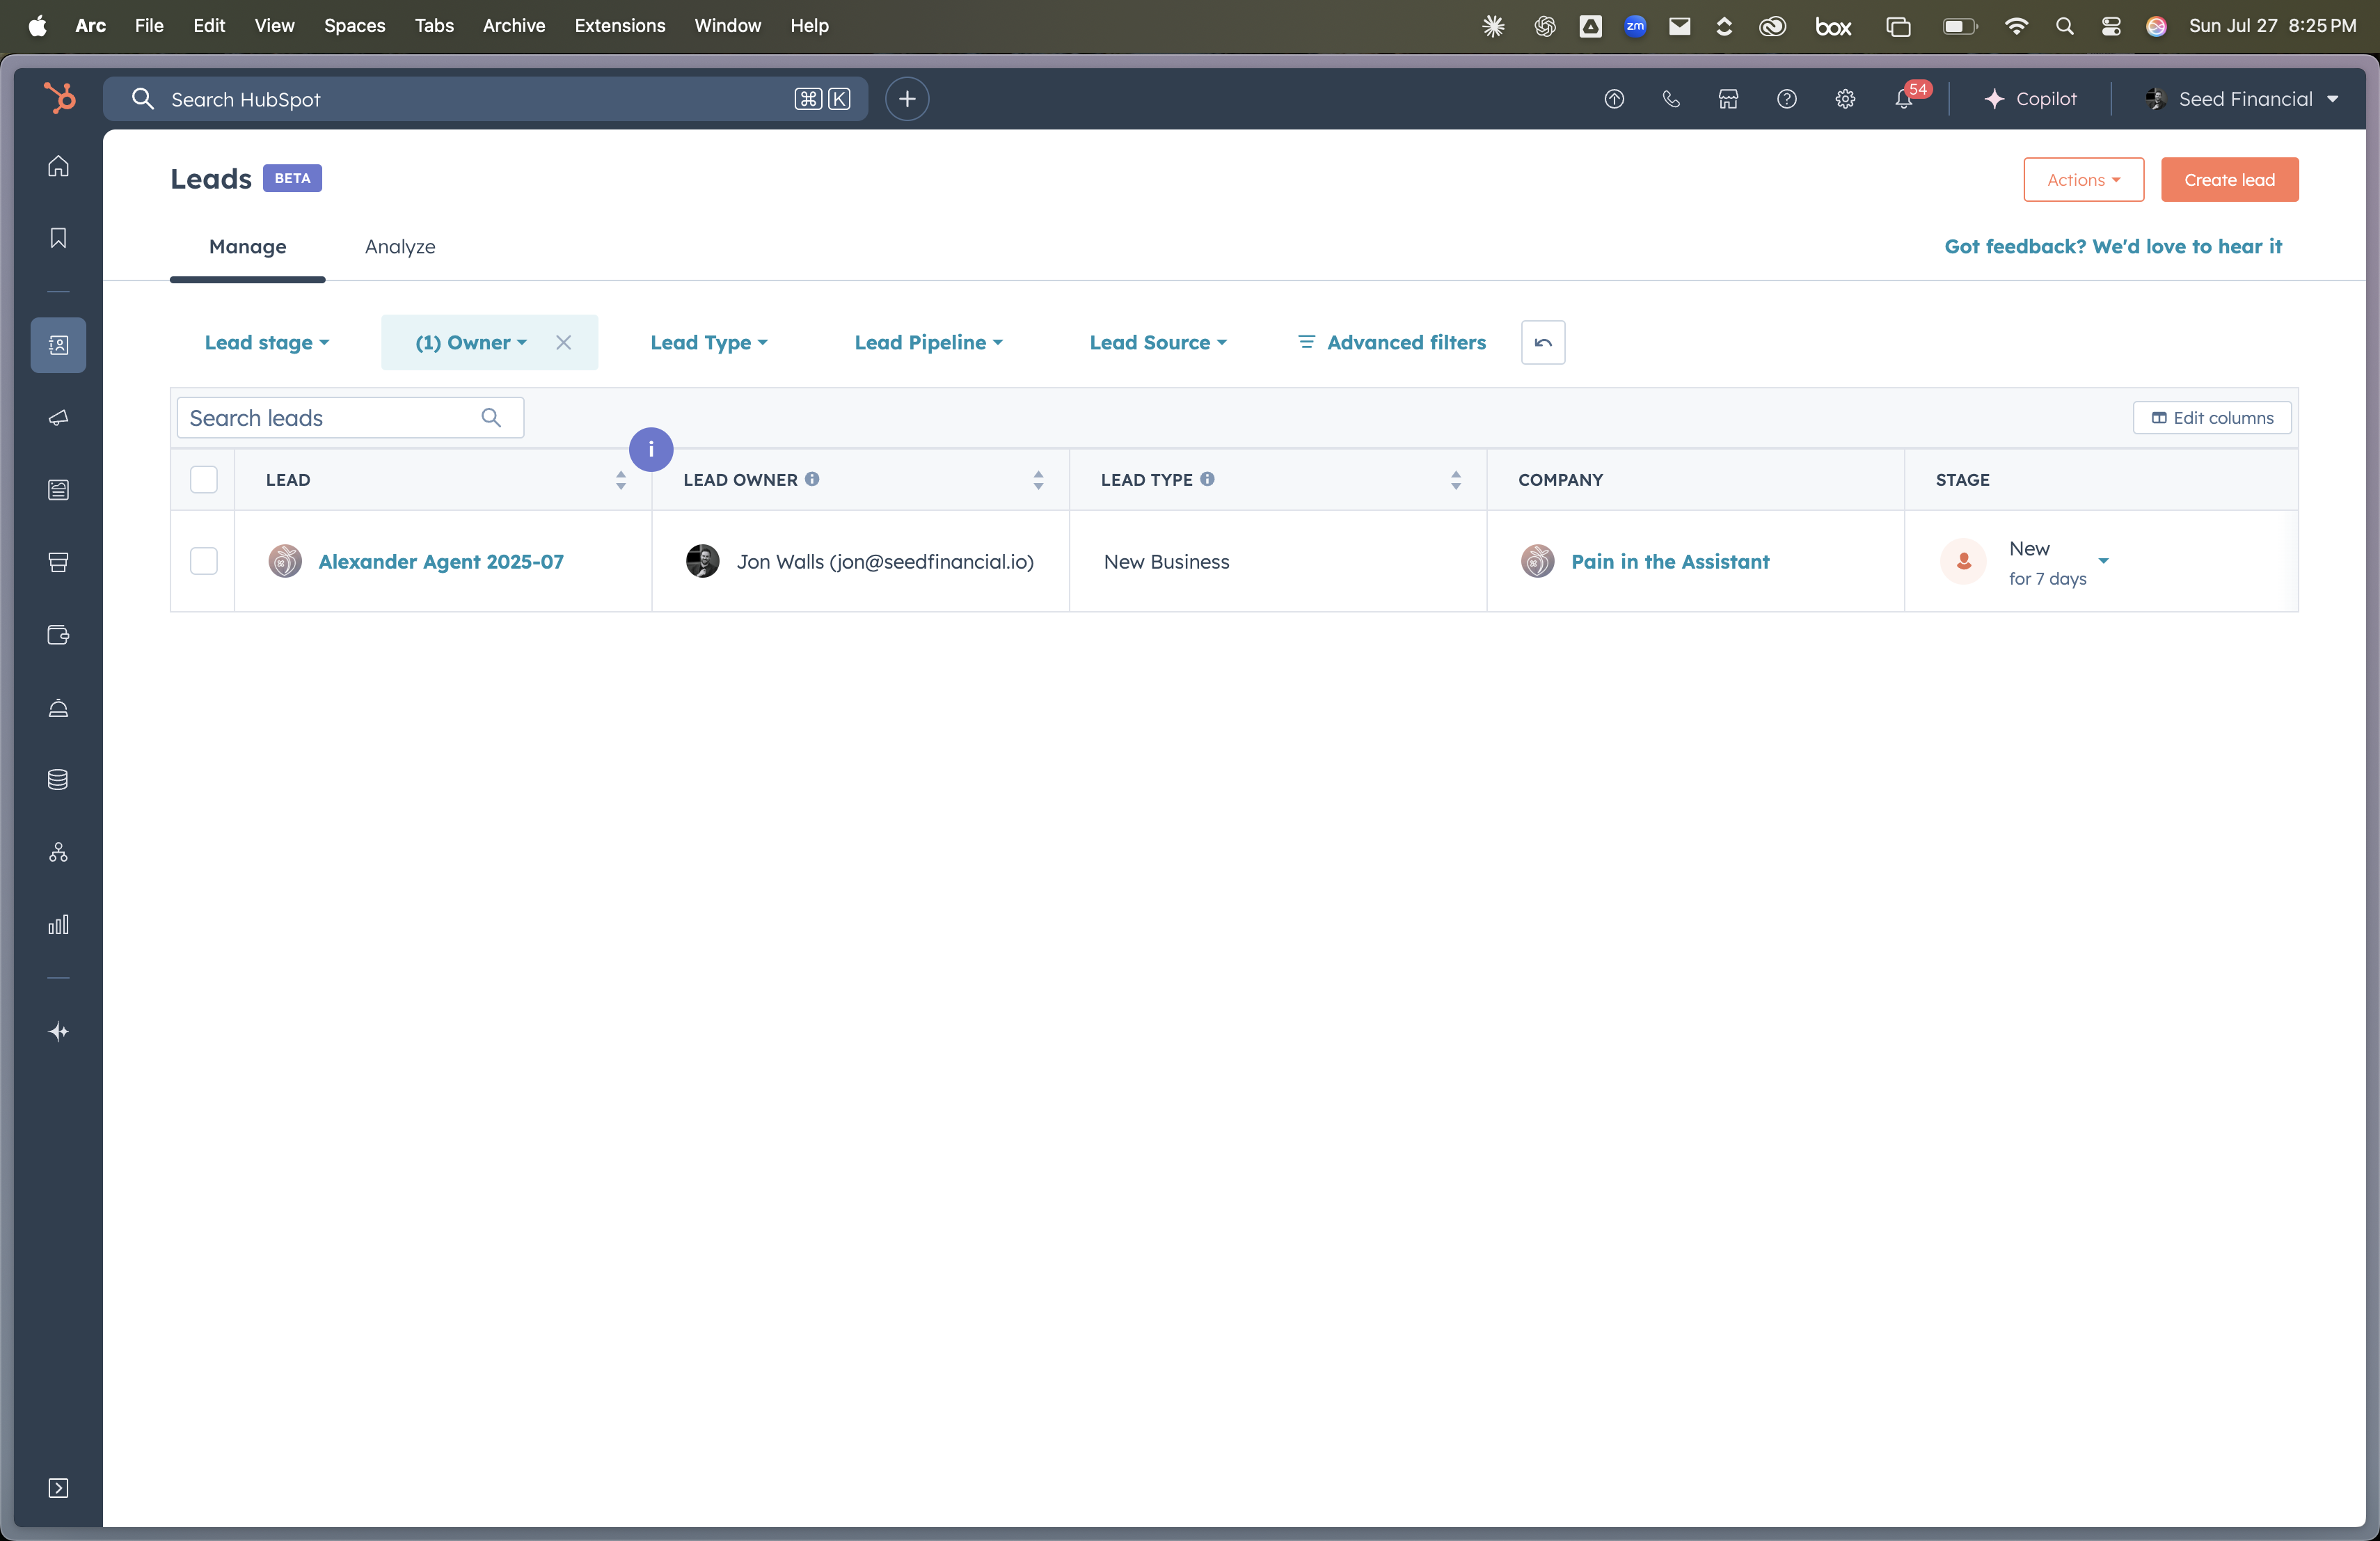 Arc File Edit View Spaces Tabs Archive Extensions Window Help zm box Sun Jul 27 8:25 PM
Search HubSpot ⌘ K 54 Copilot Seed Financial
Leads BETA Actions Create lead
Manage Analyze Got feedback? We'd love to hear it
Lead stage (1) Owner Lead Type Lead Pipeline Lead Source Advanced filters
Search leads Edit columns
i
LEAD LEAD OWNER LEAD TYPE COMPANY STAGE
Alexander Agent 2025-07 Jon Walls (jon@seedfinancial.io) New Business Pain in the Assistant New
for 7 days